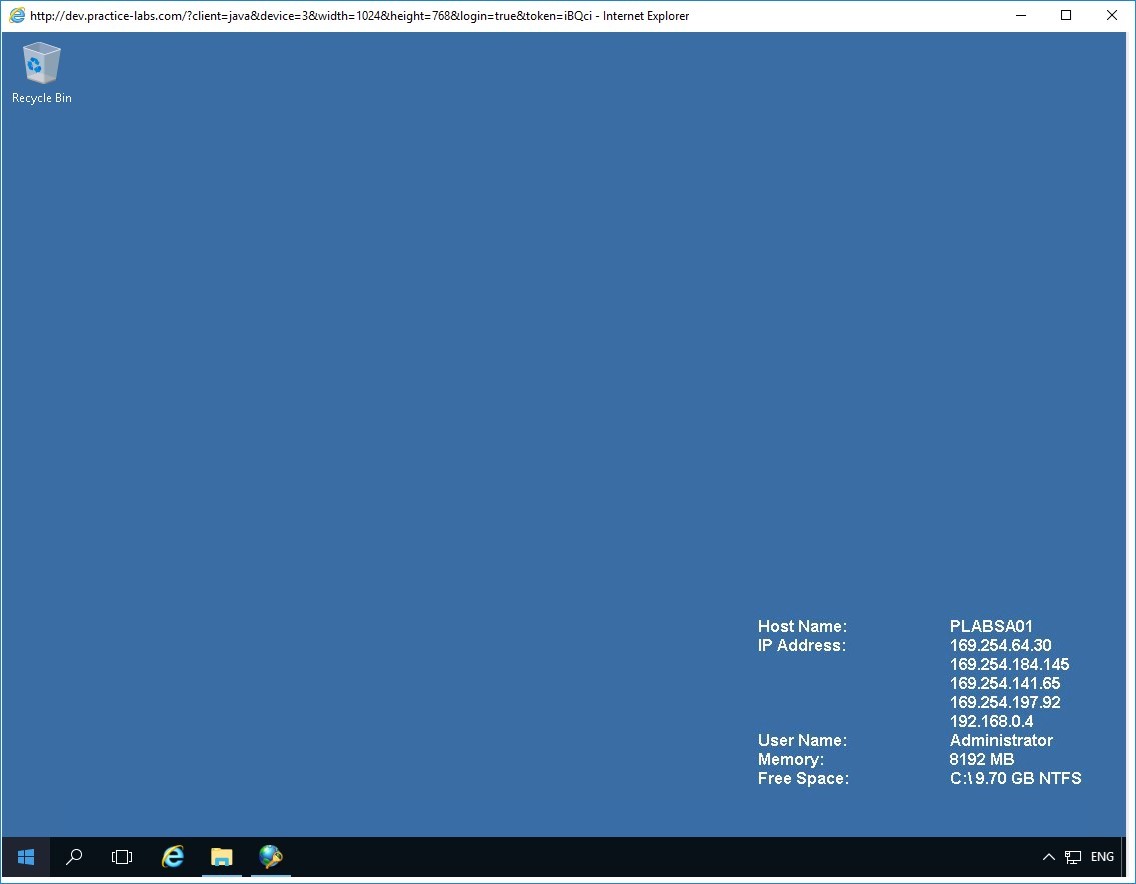 http://dev.practice-labs.com/?client=java&device=3&width=1024&height=768&login=true&token=iBQci - Internet Explorer
Recycle Bin
Host Name: PLABSA01
IP Address: 169.254.64.30
169.254.184.145
169.254.141.65
169.254.197.92
192.168.0.4
User Name: Administrator
Memory: 8192 MB
Free Space: C:\ 9.70 GB NTFS
ENG